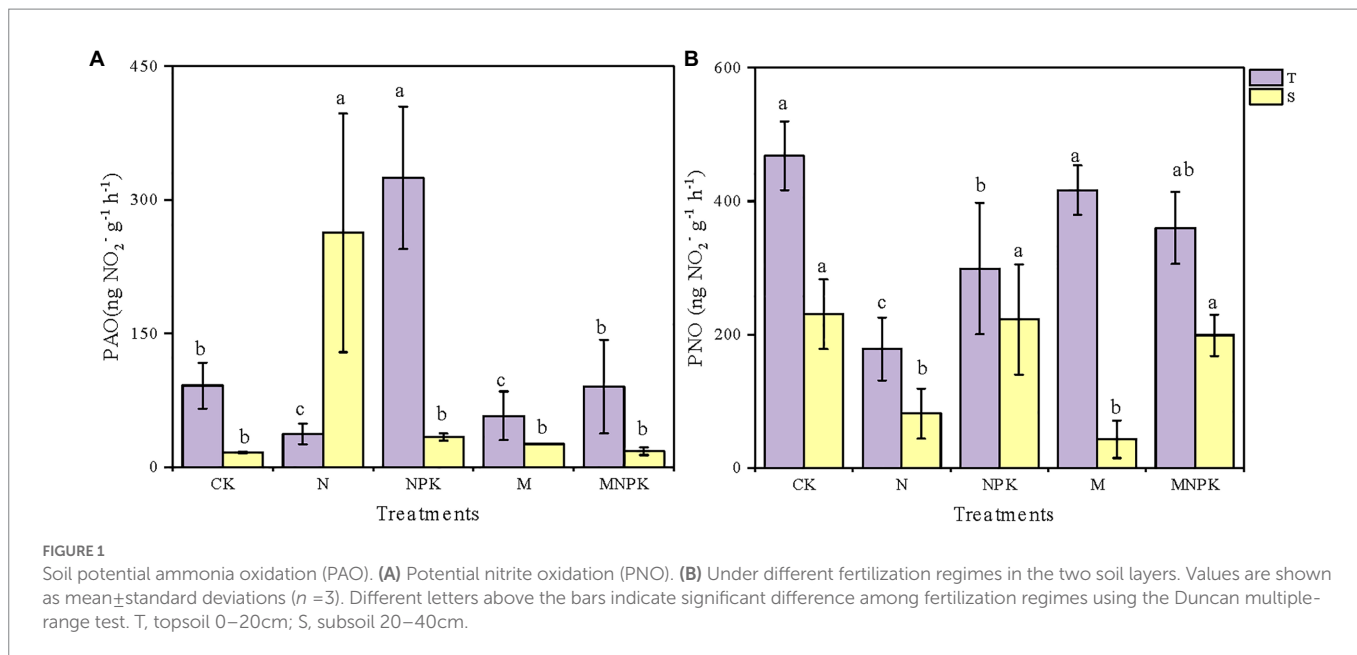 A
PAO(ng NO₂⁻ g⁻¹ h⁻¹)
450
300
150
0
b
b
c
a
a
b
c
b
b
b
CK N NPK M MNPK
Treatments
B
PNO (ng NO₂⁻ g⁻¹ h⁻¹)
600
400
200
0
a
a
c
b
b
a
a
b
ab
a
CK N NPK M MNPK
Treatments
T
S
FIGURE 1
Soil potential ammonia oxidation (PAO). (A) Potential nitrite oxidation (PNO). (B) Under different fertilization regimes in the two soil layers. Values are shown
as mean±standard deviations (n =3). Different letters above the bars indicate significant difference among fertilization regimes using the Duncan multiple-
range test. T, topsoil 0–20cm; S, subsoil 20–40cm.